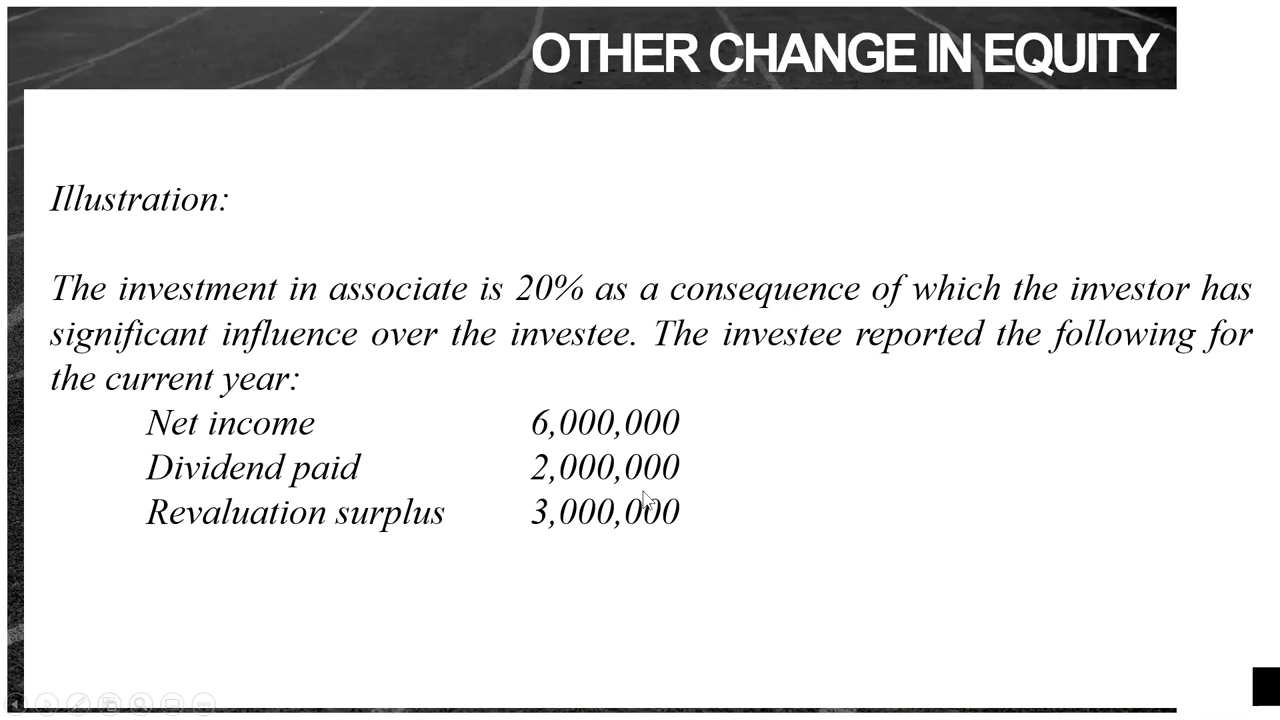 OTHER CHANGE IN EQUITY
Illustration:
The investment in associate is 20% as a consequence of which the investor has
significant influence over the investee. The investee reported the following for
the current year:
Net income 6,000,000
Dividend paid 2,000,000
Revaluation surplus 3,000,000